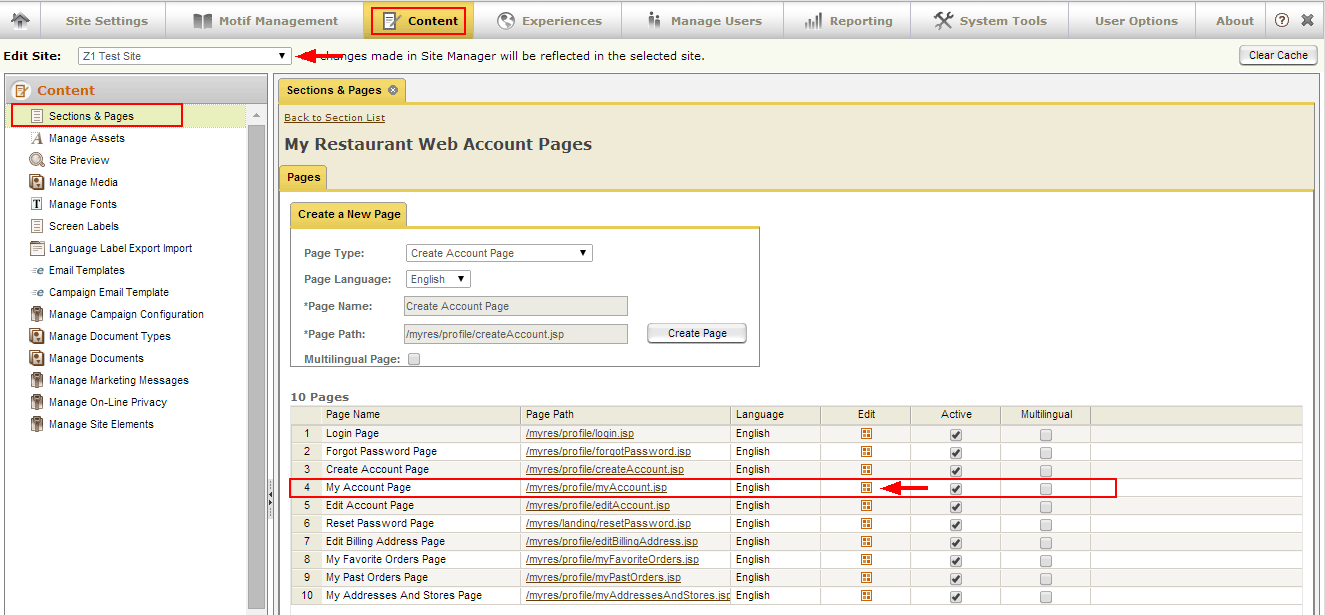 Site Settings Motif Management Content Experiences Manage Users Reporting System Tools User Options About ?
Edit Site: Z1 Test Site changes made in Site Manager will be reflected in the selected site. Clear Cache
Content
Sections & Pages
Manage Assets
Site Preview
Manage Media
Manage Fonts
Screen Labels
Language Label Export Import
Email Templates
Campaign Email Template
Manage Campaign Configuration
Manage Document Types
Manage Documents
Manage Marketing Messages
Manage On-Line Privacy
Manage Site Elements
Sections & Pages
Back to Section List
My Restaurant Web Account Pages
Pages
Create a New Page
Page Type: Create Account Page
Page Language: English
*Page Name: Create Account Page
*Page Path: /myres/profile/createAccount.jsp Create Page
Multilingual Page:
10 Pages
Page Name Page Path Language Edit Active Multilingual
1 Login Page /myres/profile/login.jsp English
2 Forgot Password Page /myres/profile/forgotPassword.jsp English
3 Create Account Page /myres/profile/createAccount.jsp English
4 My Account Page /myres/profile/myAccount.jsp English
5 Edit Account Page /myres/profile/editAccount.jsp English
6 Reset Password Page /myres/landing/resetPassword.jsp English
7 Edit Billing Address Page /myres/profile/editBillingAddress.jsp English
8 My Favorite Orders Page /myres/profile/myFavoriteOrders.jsp English
9 My Past Orders Page /myres/profile/myPastOrders.jsp English
10 My Addresses And Stores Page /myres/profile/myAddressesAndStores.jsp English